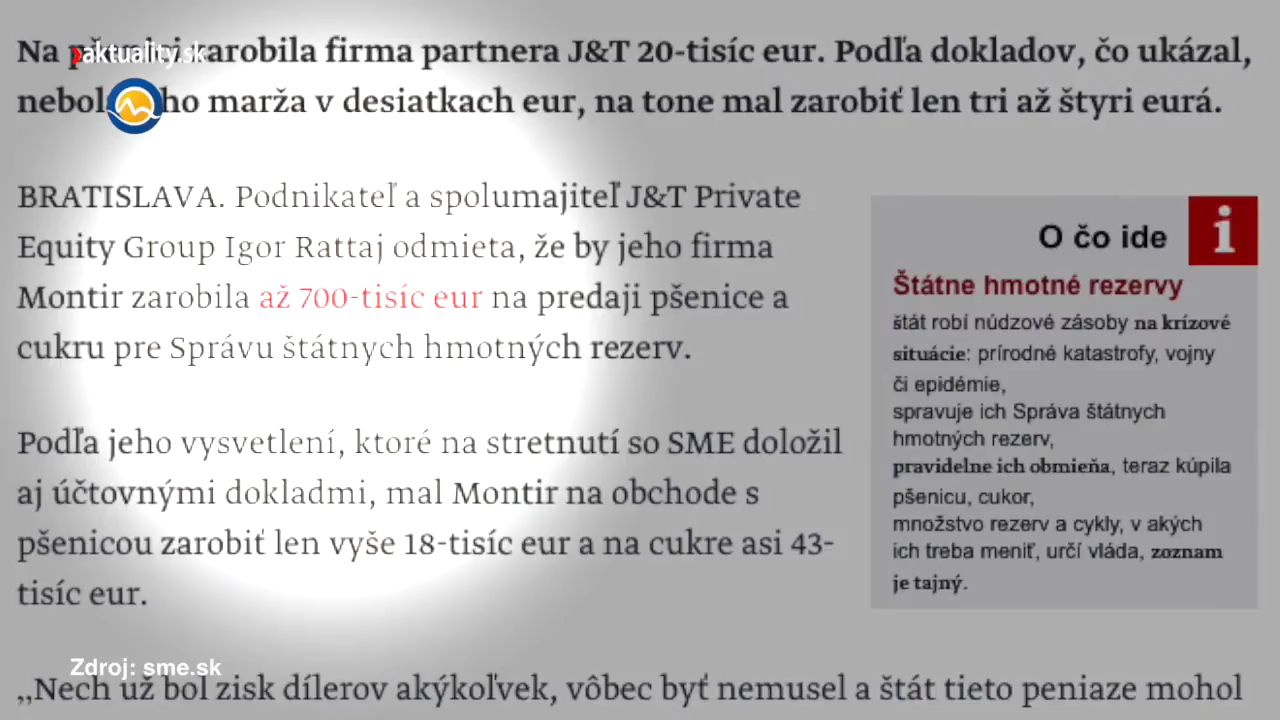 aktuality.sk
Na zarobila firma partnera J&T 20-tisíc eur. Podľa dokladov, čo ukázal,
marža v desiatkach eur, na tone mal zarobiť len tri až štyri eurá.
BRATISLAVA. Podnikateľ a spolumajiteľ J&T Private
Equity Group Igor Rattaj odmieta, že by jeho firma
Montir zarobila až 700-tisíc eur na predaji pšenice a
cukru pre Správu štátnych hmotných rezerv.
Podľa jeho vysvetlení, ktoré na stretnutí so SME doložil
aj účtovnými dokladmi, mal Montir na obchode s
pšenicou zarobiť len vyše 18-tisíc eur a na cukre asi 43-
tisíc eur.
O čo ide
i
Štátne hmotné rezervy
štát robí núdzové zásoby na krízové
situácie: prírodné katastrofy, vojny
či epidémie,
spravuje ich Správa štátnych
hmotných rezerv,
pravidelne ich obmieňa, teraz kúpila
pšenicu, cukor,
množstvo rezerv a cykly, v akých
ich treba meniť, určí vláda, zoznam
je tajný.
Zdroj: sme.sk
„Nech už bol zisk dílerov akýkoľvek, vôbec byť nemusel a štát tieto peniaze mohol